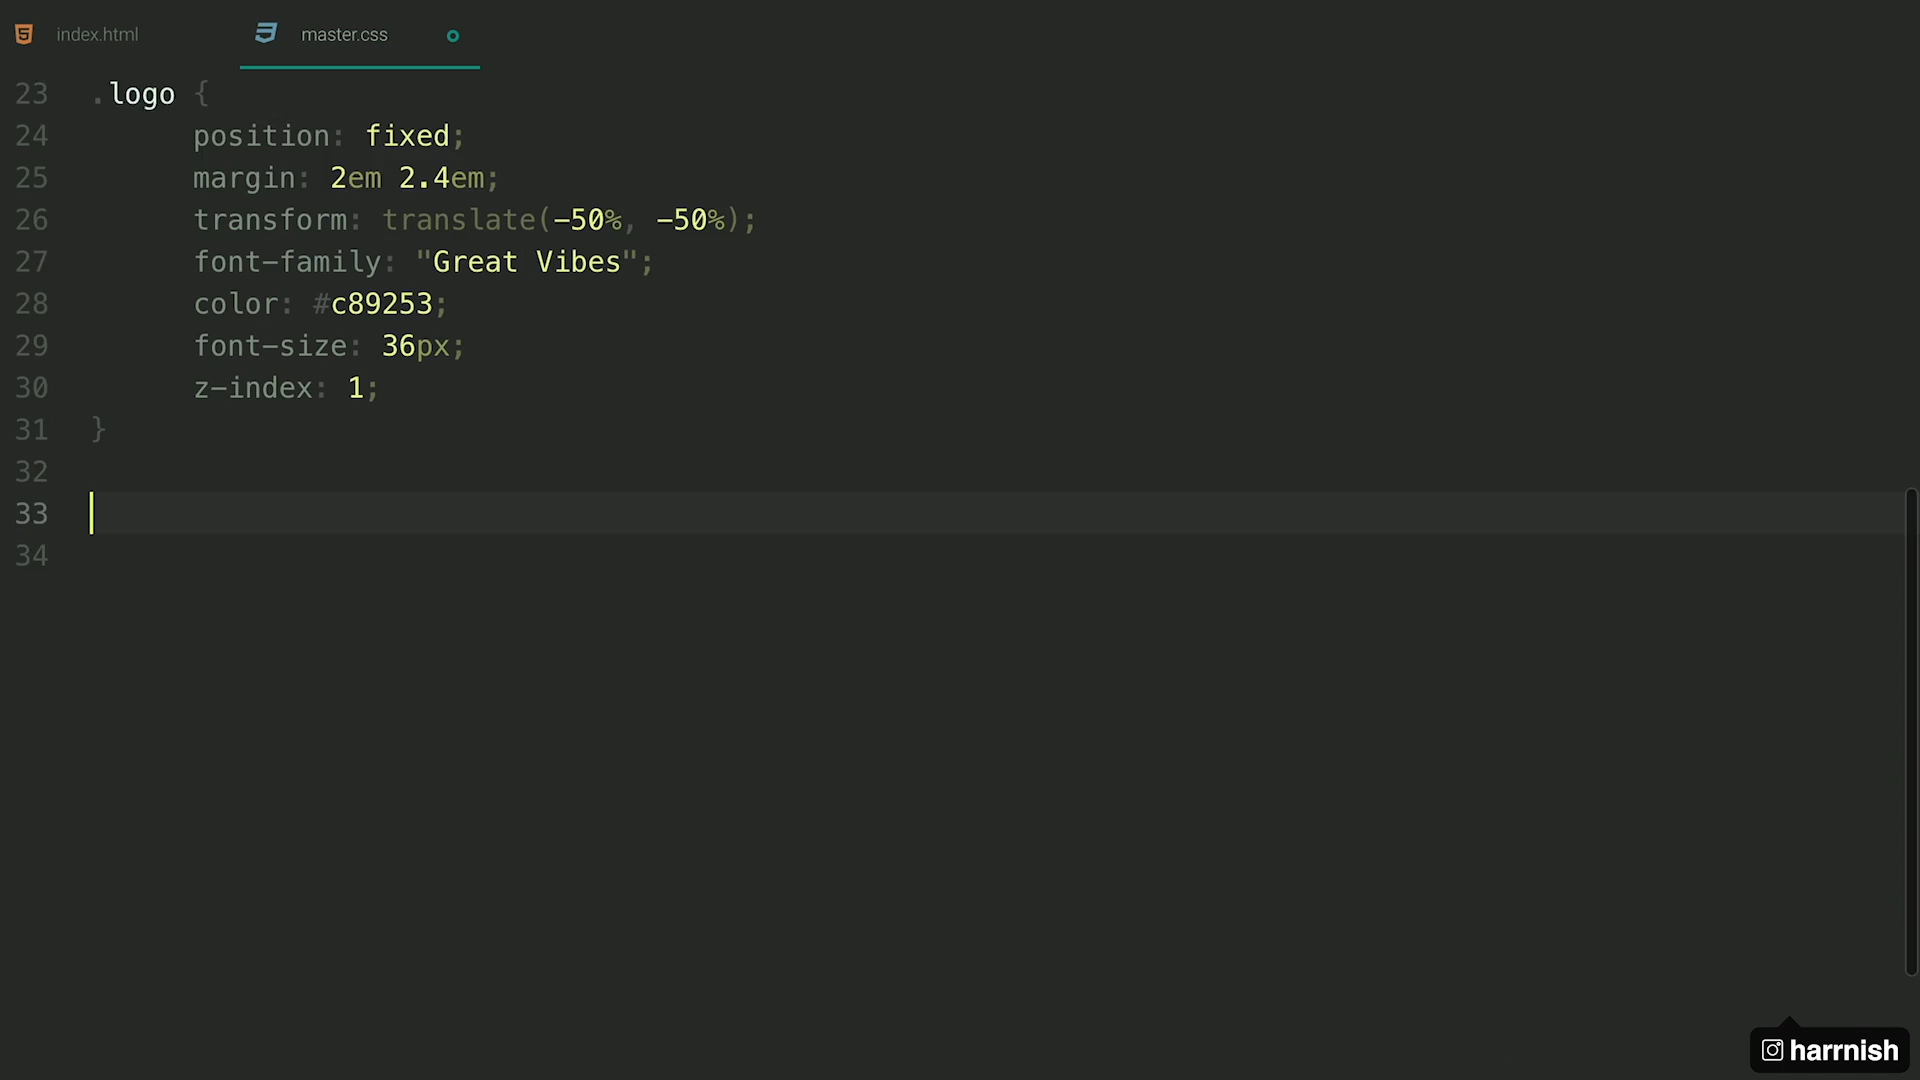 index.html
master.css
23 .logo {
24 position: fixed;
25 margin: 2em 2.4em;
26 transform: translate(-50%, -50%);
27 font-family: "Great Vibes";
28 color: #c89253;
29 font-size: 36px;
30 z-index: 1;
31 }
32
33
34
harrnish